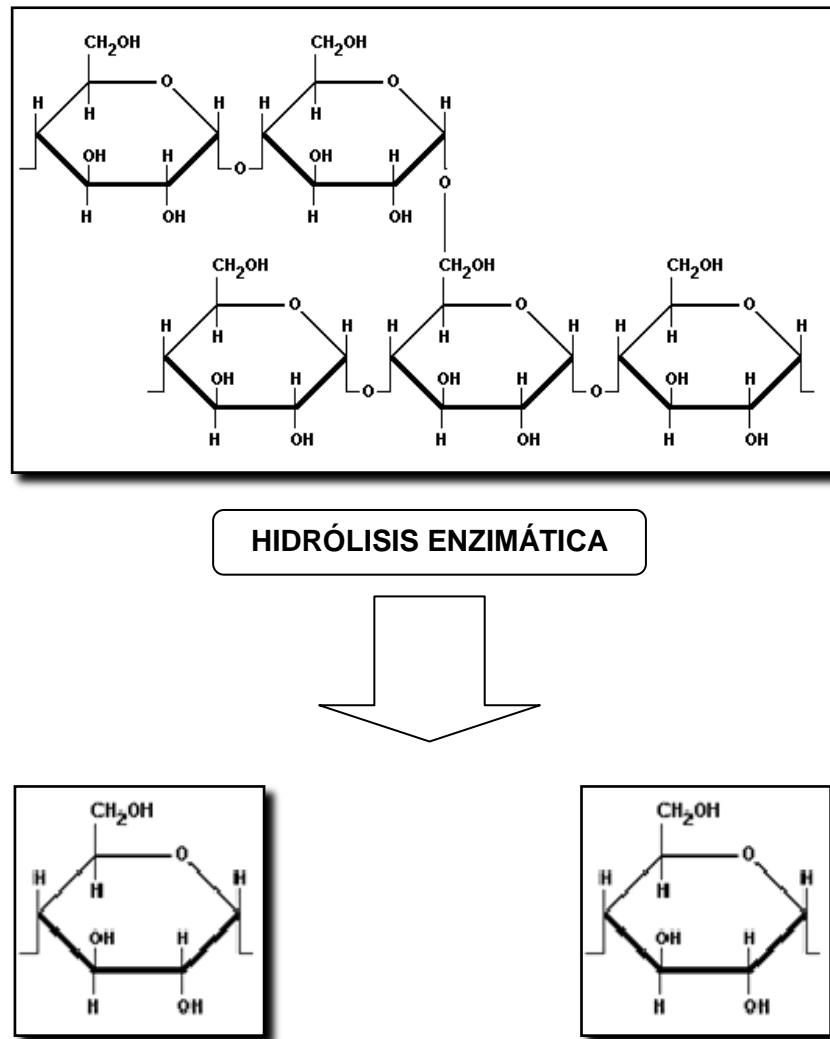 CH2OH CH2OH
O O
H H H H
H H
OH H OH H
O O
H OH H OH
CH2OH CH2OH CH2OH
O O O
H H H H H H
H H H
OH H OH H OH H
O O
H OH H OH H OH
HIDRÓLISIS ENZIMÁTICA
CH2OH CH2OH
O O
H H H H
H H
OH H OH H
H OH H OH